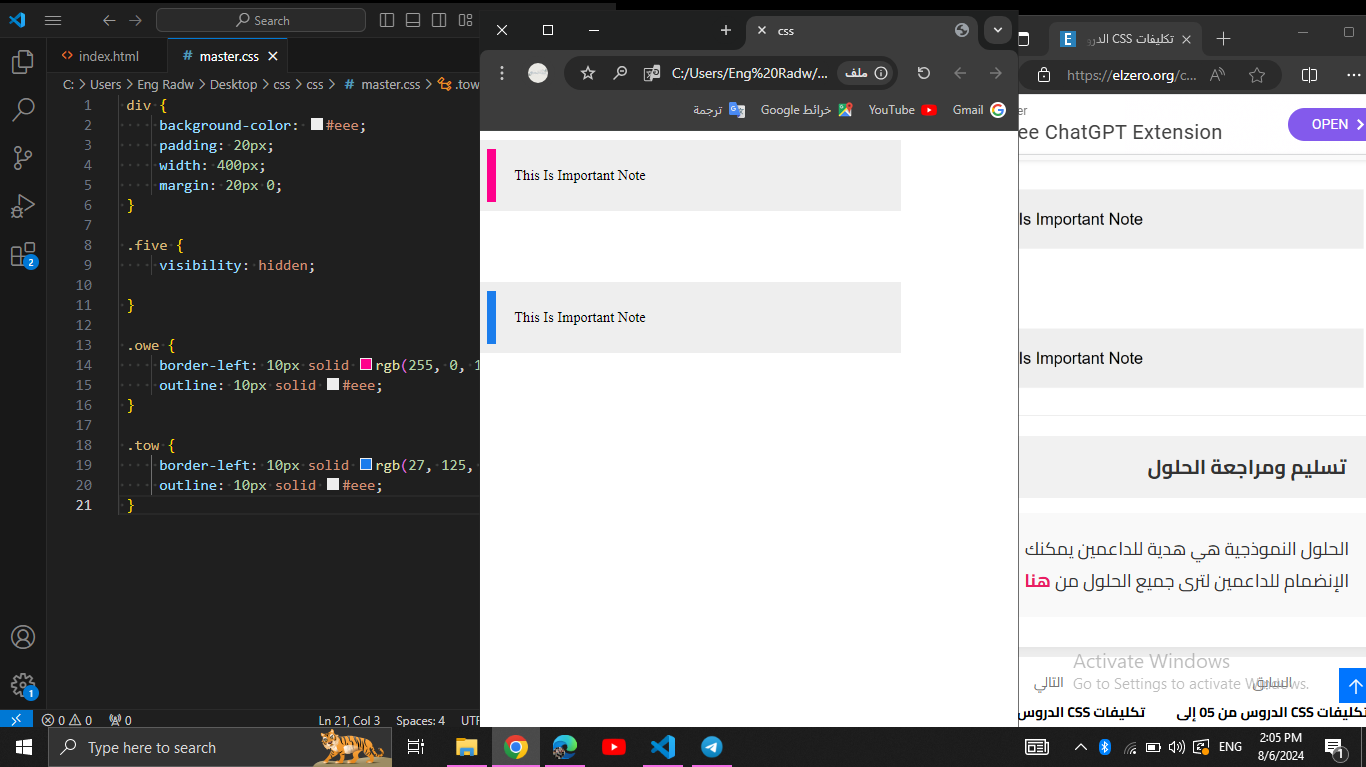 Search
index.html
# master.css
C: > Users > Eng Radw > Desktop > css > css > # master.css > .tow
1 div {
2 background-color: #eee;
3 padding: 20px;
4 width: 400px;
5 margin: 20px 0;
6 }
7
8 .five {
9 visibility: hidden;
10
11 }
12
13 .owe {
14 border-left: 10px solid rgb(255, 0, 1
15 outline: 10px solid #eee;
16 }
17
18 .tow {
19 border-left: 10px solid rgb(27, 125,
20 outline: 10px solid #eee;
21 }
2
1
0 0 0
Ln 21, Col 3 Spaces: 4 UTF
css
C:/Users/Eng%20Radw/... ملف
ترجمة خرائط Google YouTube Gmail
This Is Important Note
This Is Important Note
تكليفات CSS الدرو
https://elzero.org/c...
er
ee ChatGPT Extension
OPEN
Is Important Note
Is Important Note
تسليم ومراجعة الحلول
الحلول النموذجية هي هدية للداعمين يمكنك
الإنضمام للداعمين لترى جميع الحلول من هنا
Activate Windows
Go to Settings to activate Windows.
السابق
التالي
تكليفات CSS الدروس من 05 إلى
تكليفات CSS الدروس
Type here to search
ENG
2:05 PM
8/6/2024
1